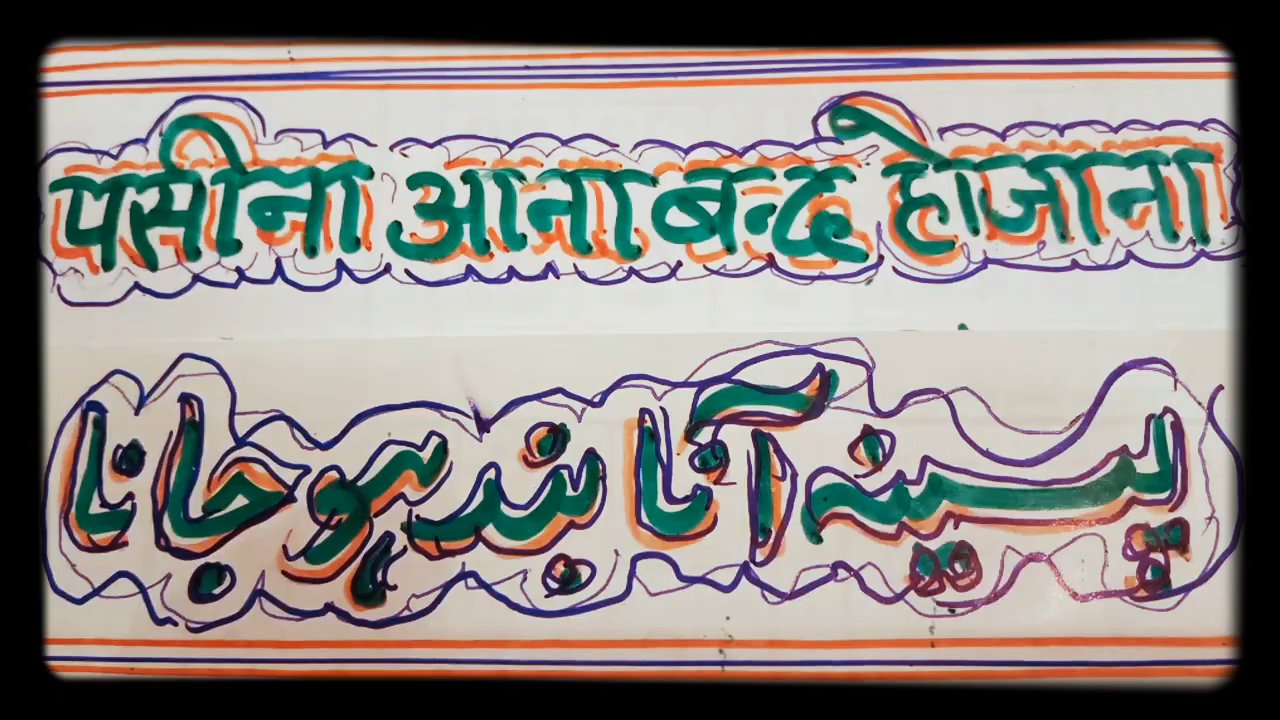 पसीना आना बन्द होजाना
پسینہ آنا بند ہو جانا